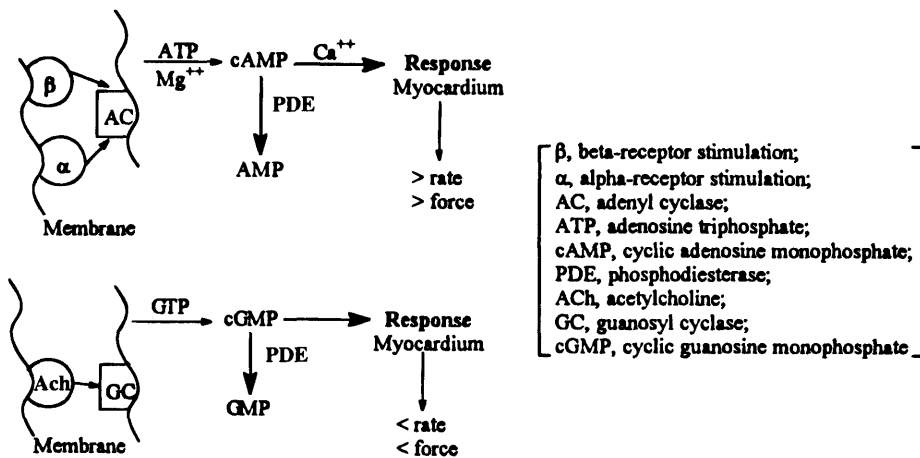 ATP
Mg++
cAMP
Ca++
Response
Myocardium
β
AC
α
PDE
AMP
> rate
> force
Membrane
GTP
cGMP
Response
Myocardium
Ach
GC
PDE
GMP
< rate
< force
Membrane
β, beta-receptor stimulation;
α, alpha-receptor stimulation;
AC, adenyl cyclase;
ATP, adenosine triphosphate;
cAMP, cyclic adenosine monophosphate;
PDE, phosphodiesterase;
ACh, acetylcholine;
GC, guanosyl cyclase;
cGMP, cyclic guanosine monophosphate